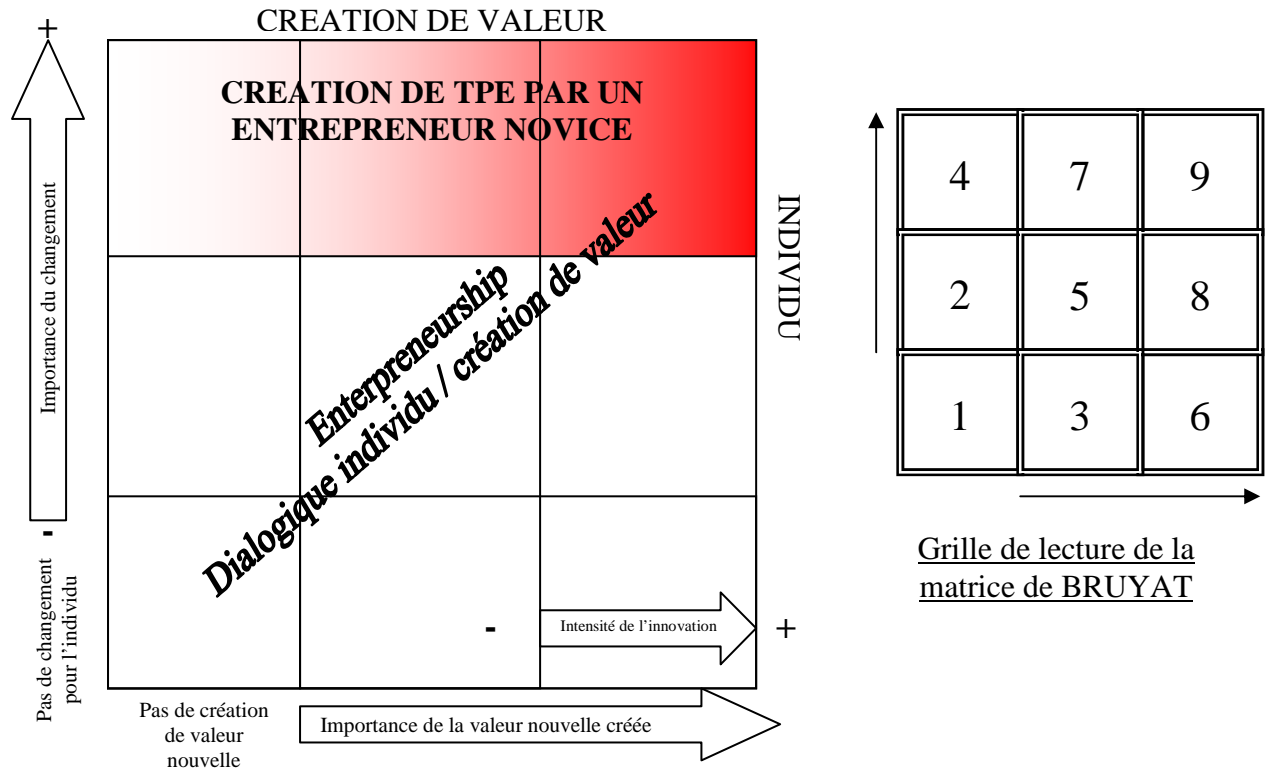 CREATION DE VALEUR
+
CREATION DE TPE PAR UN
ENTREPRENEUR NOVICE
Importance du changement
INDIVIDU
Enterpreneurship
Dialogique individu / création de valeur
-
Pas de changement
pour l'individu
-
Intensité de l'innovation
+
Pas de création
de valeur
nouvelle
Importance de la valeur nouvelle créée
4 7 9
2 5 8
1 3 6
Grille de lecture de la
matrice de BRUYAT